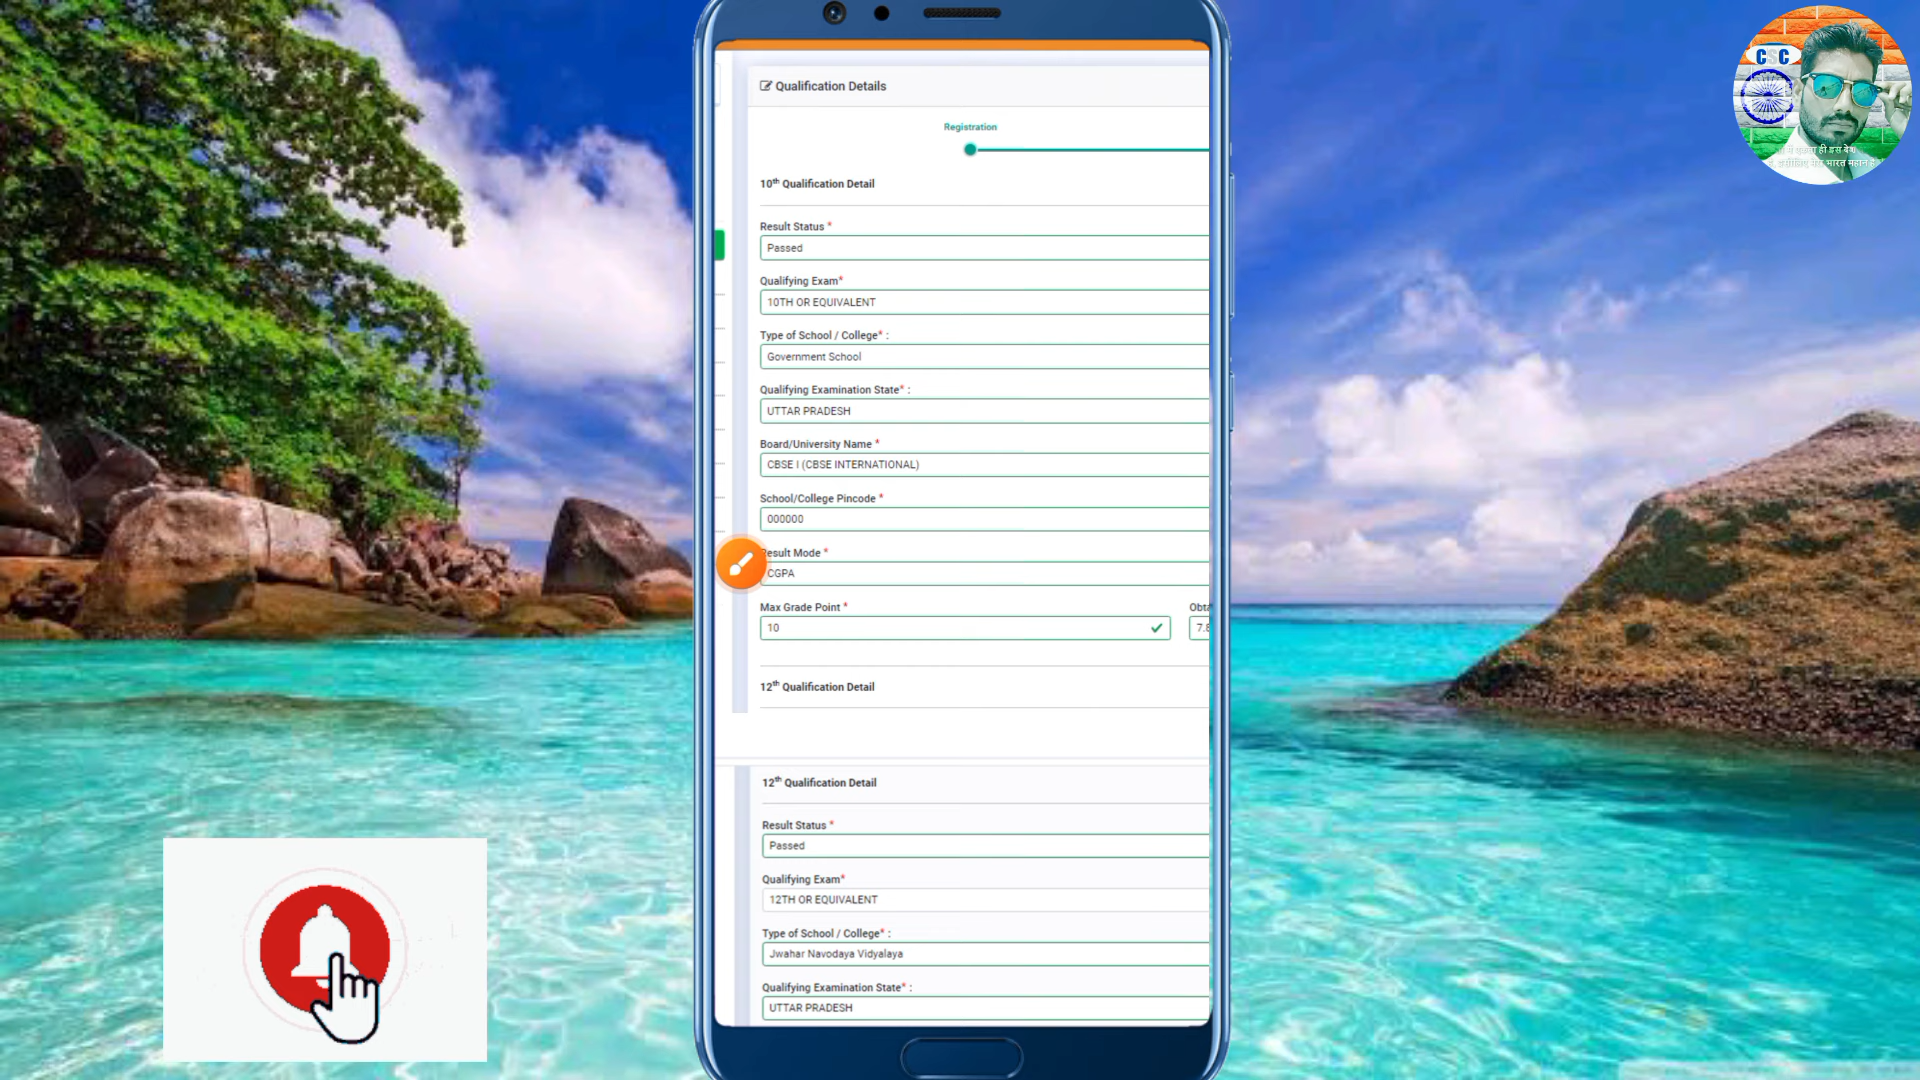 Qualification Details
Registration
10th Qualification Detail
Result Status *
Passed
Qualifying Exam*
10TH OR EQUIVALENT
Type of School / College* :
Government School
Qualifying Examination State* :
UTTAR PRADESH
Board/University Name *
CBSE I (CBSE INTERNATIONAL)
School/College Pincode *
000000
esult Mode *
CGPA
Max Grade Point *
10
12th Qualification Detail
12th Qualification Detail
Result Status *
Passed
Qualifying Exam*
12TH OR EQUIVALENT
Type of School / College* :
Jwahar Navodaya Vidyalaya
Qualifying Examination State* :
UTTAR PRADESH
CSC